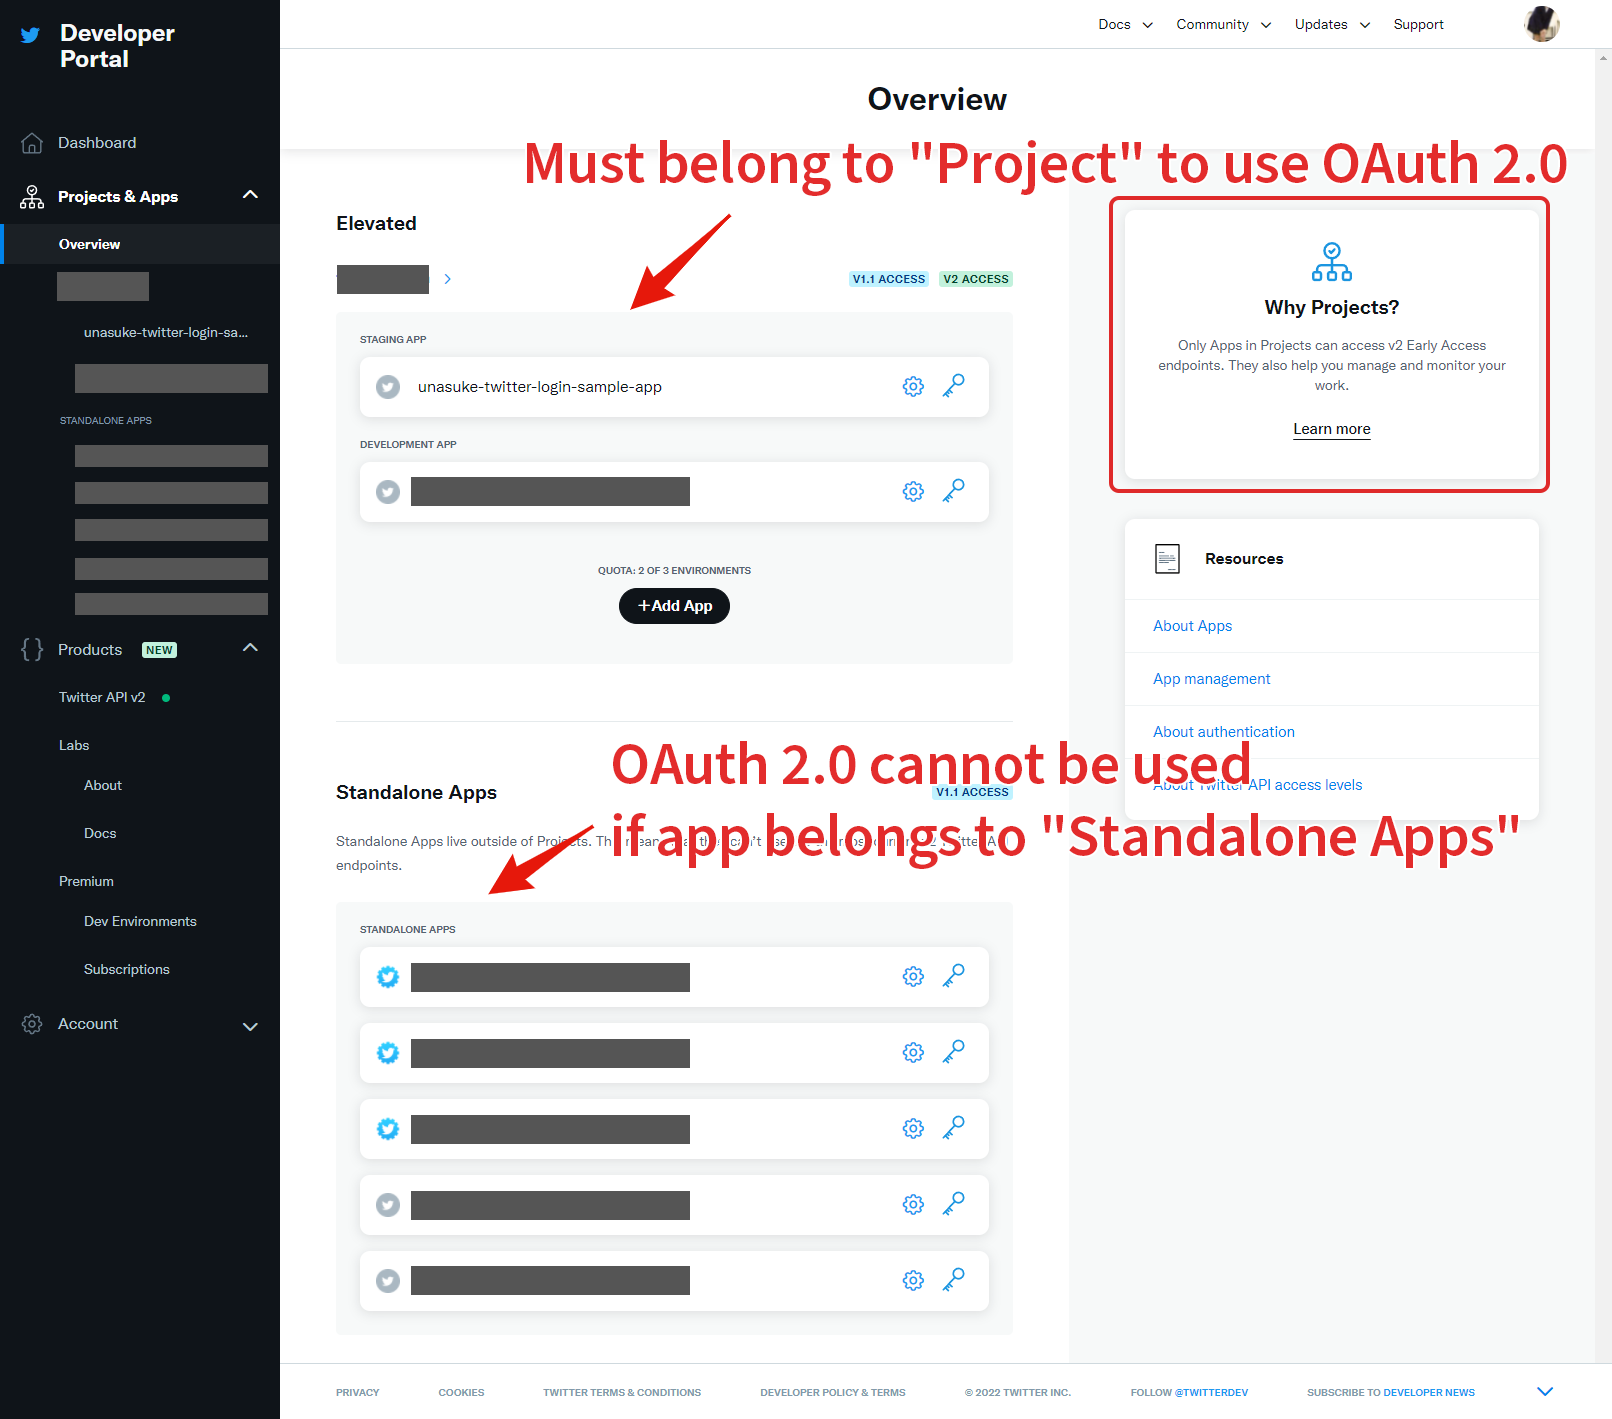 Developer
Portal
Docs
Community
Updates
Support
Dashboard
Projects & Apps
Overview
unasuke-twitter-login-sa...
STANDALONE APPS
Products NEW
Twitter API v2
Labs
About
Docs
Premium
Dev Environments
Subscriptions
Account
Overview
Must belong to "Project" to use OAuth 2.0
Elevated
V1.1 ACCESS V2 ACCESS
STAGING APP
unasuke-twitter-login-sample-app
DEVELOPMENT APP
QUOTA: 2 OF 3 ENVIRONMENTS
+Add App
Why Projects?
Only Apps in Projects can access v2 Early Access
endpoints. They also help you manage and monitor your
work.
Learn more
Resources
About Apps
App management
About authentication
About Twitter API access levels
OAuth 2.0 cannot be used
if app belongs to "Standalone Apps"
Standalone Apps
V1.1 ACCESS
Standalone Apps live outside of Projects.
endpoints.
STANDALONE APPS
PRIVACY
COOKIES
TWITTER TERMS & CONDITIONS
DEVELOPER POLICY & TERMS
© 2022 TWITTER INC.
FOLLOW @TWITTERDEV
SUBSCRIBE TO DEVELOPER NEWS